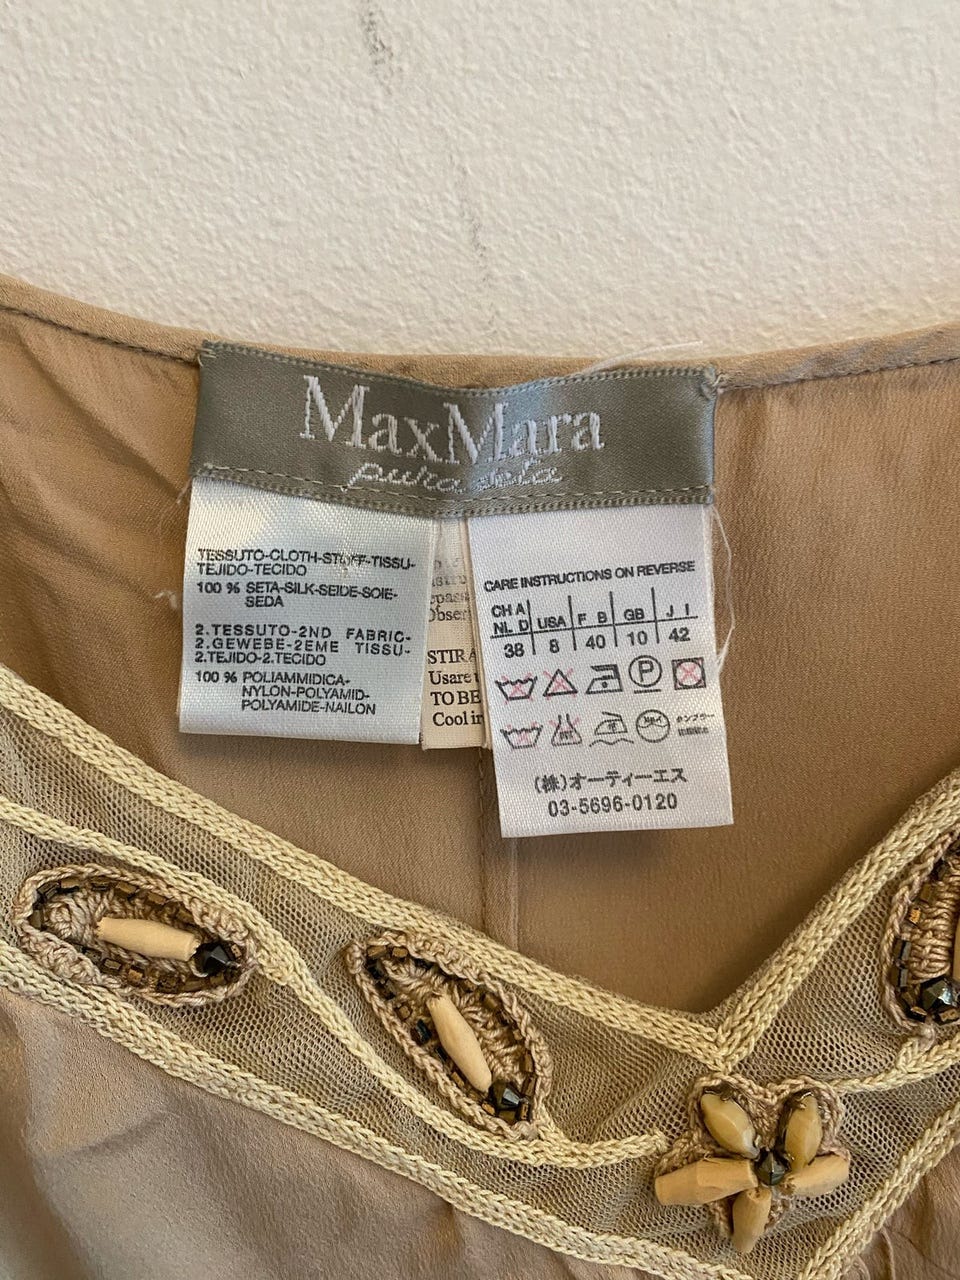 MaxMara
pura seta
TESSUTO-CLOTH-STOFF-TISSU-
TEJIDO-TECIDO
100 % SETA-SILK-SEIDE-SOIE-
SEDA
2.TESSUTO-2ND FABRIC-
2.GEWEBE-2EME TISSU-
2.TEJIDO-2.TECIDO
100 % POLIAMMIDICA-
NYLON-POLYAMID-
POLYAMIDE-NAILON
STIRA
Usare
TO BE
Cool
CARE INSTRUCTIONS ON REVERSE
CH A USA F B GB J I
NL D
38 8 40 10 42
P
(株)オーティーエス
03-5696-0120